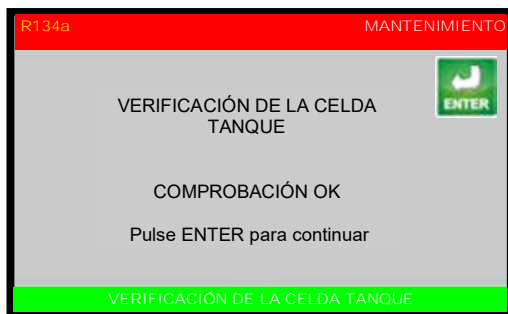 R134a MANTENIMIENTO
ENTER
VERIFICACIÓN DE LA CELDA
TANQUE
COMPROBACIÓN OK
Pulse ENTER para continuar
VERIFICACIÓN DE LA CELDA TANQUE